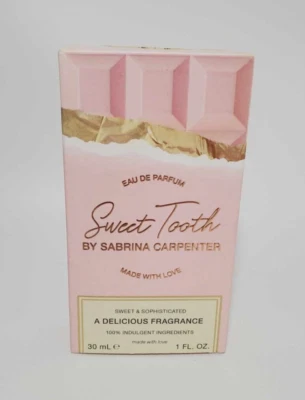 EAU DE PARFUM
Sweet Tooth
BY SABRINA CARPENTER
MADE WITH LOVE
SWEET & SOPHISTICATED
A DELICIOUS FRAGRANCE
100% INDULGENT INGREDIENTS
made with love
30 mL ℮ 1 FL. OZ.